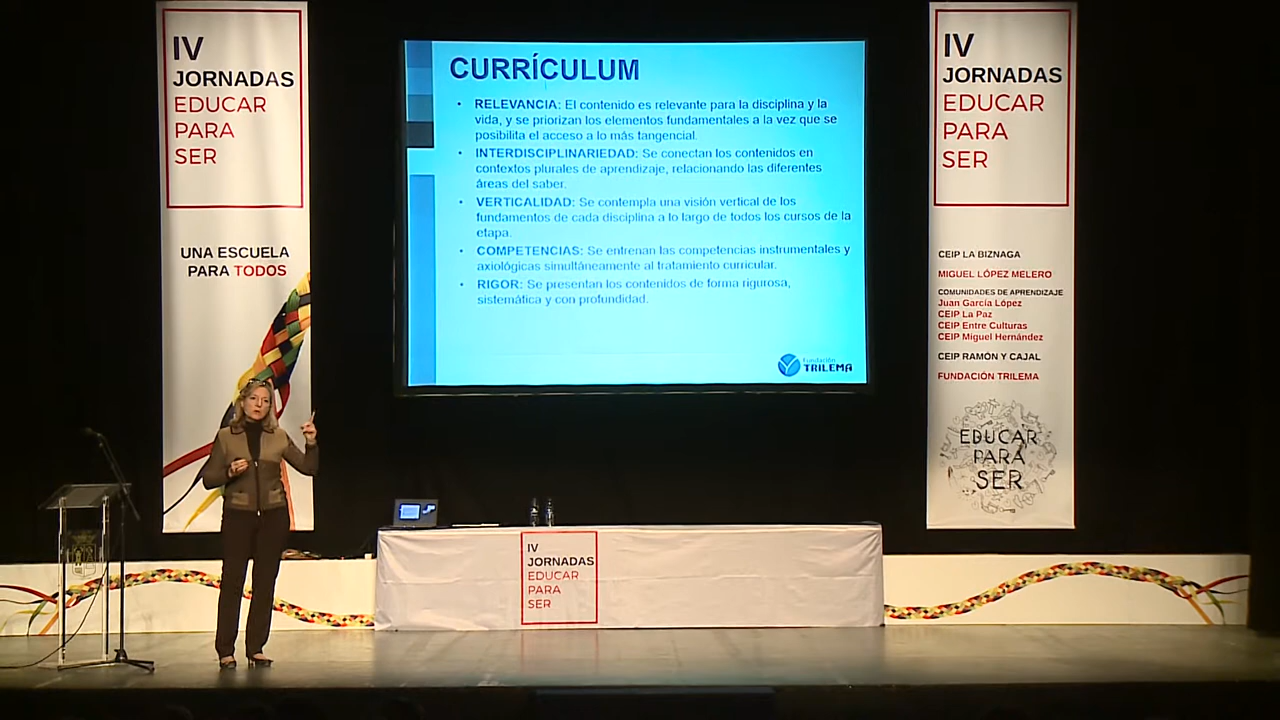 IV
JORNADAS
EDUCAR
PARA
SER
UNA ESCUELA
PARA TODOS
CURRÍCULUM
• RELEVANCIA: El contenido es relevante para la disciplina y la
vida, y se priorizan los elementos fundamentales a la vez que se
posibilita el acceso a lo más tangencial.
• INTERDISCIPLINARIEDAD: Se conectan los contenidos en
contextos plurales de aprendizaje, relacionando las diferentes
áreas del saber.
• VERTICALIDAD: Se contempla una visión vertical de los
fundamentos de cada disciplina a lo largo de todos los cursos de la
etapa.
• COMPETENCIAS: Se entrenan las competencias instrumentales y
axiológicas simultáneamente al tratamiento curricular.
• RIGOR: Se presentan los contenidos de forma rigurosa,
sistemática y con profundidad.
Fundación
TRILEMA
IV
JORNADAS
EDUCAR
PARA
SER
CEIP LA BIZNAGA
MIGUEL LÓPEZ MELERO
COMUNIDADES DE APRENDIZAJE
Juan García López
CEIP La Paz
CEIP Entre Culturas
CEIP Miguel Hernández
CEIP RAMÓN Y CAJAL
FUNDACIÓN TRILEMA
EDUCAR
PARA
SER
IV
JORNADAS
EDUCAR
PARA
SER